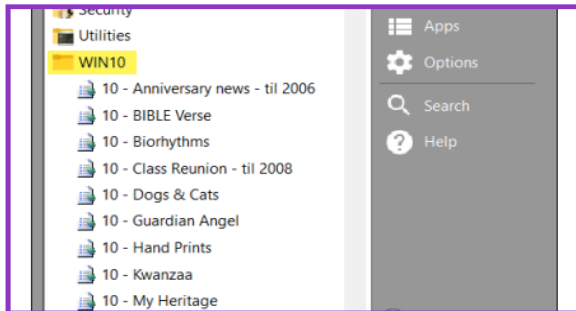 Security
Utilities
WIN10
10 - Anniversary news - til 2006
10 - BIBLE Verse
10 - Biorhythms
10 - Class Reunion - til 2008
10 - Dogs & Cats
10 - Guardian Angel
10 - Hand Prints
10 - Kwanzaa
10 - My Heritage
Apps
Options
Search
Help